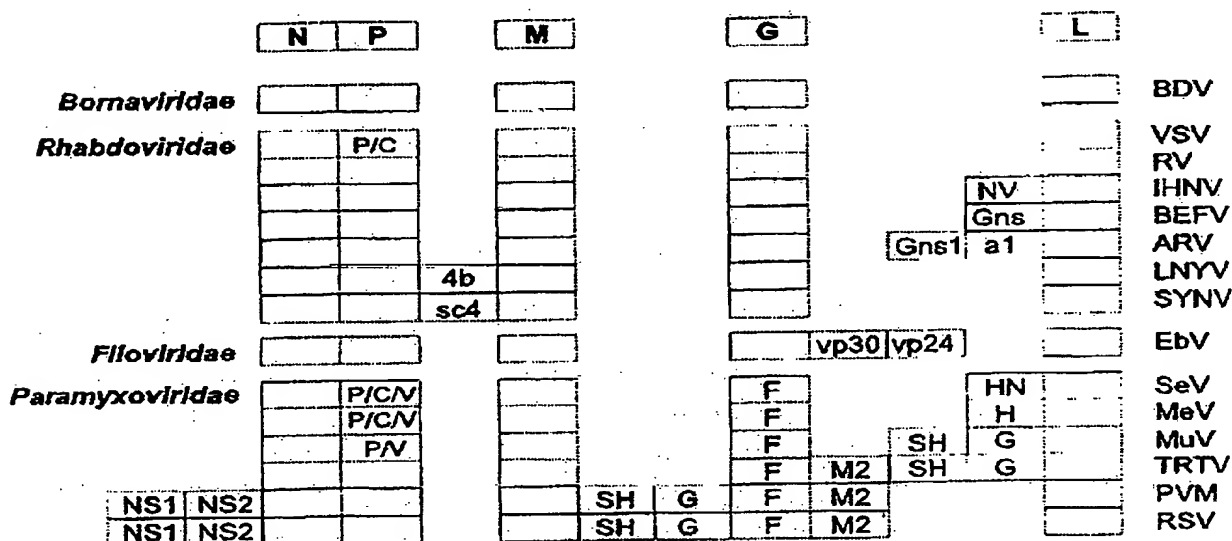 N P M G L
Bornaviridae BDV
Rhabdoviridae P/C VSV
RV
NV IHNV
Gns BEFV
Gns1 a1 ARV
4b LNYV
sc4 SYNV
Filoviridae vp30 vp24 EbV
Paramyxoviridae P/C/V F HN SeV
P/C/V F H MeV
P/V F SH G MuV
F M2 SH G TRTV
NS1 NS2 SH G F M2 PVM
NS1 NS2 SH G F M2 RSV